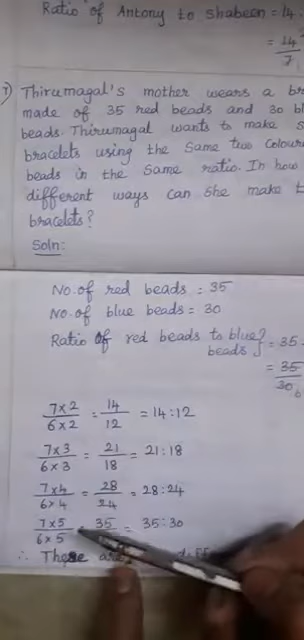 Ratio of Antony to Shabeen = 14
= 14
7
7) Thirumagal's mother wears a
made of 35 red beads and 30
beads. Thirumagal wants to make
bracelets using the same two
beads in the same ratio. In how
different ways can she make
bracelets?
Soln:
No. of red beads = 35
No. of blue beads = 30
Ratio of red beads to blue beads } = 35
= 35
30
7×2 / 6×2 = 14 / 12 = 14:12
7×3 / 6×3 = 21 / 18 = 21:18
7×4 / 6×4 = 28 / 24 = 28:24
7×5 / 6×5 = 35 = 35:30
∴ These are